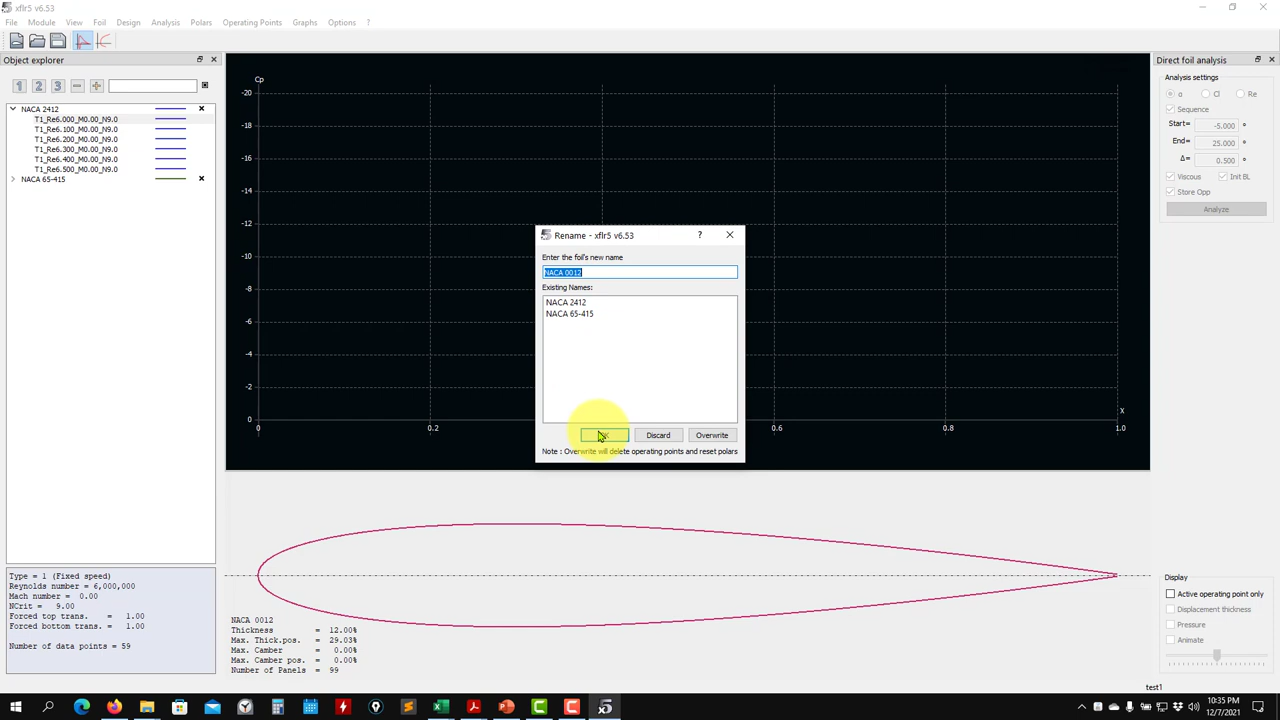 xflr5 v6.53
File Module View Foil Design Analysis Polars Operating Points Graphs Options ?
Object explorer
1 2 3
NACA 2412
T1_Re6.000_M0.00_N9.0
T1_Re6.100_M0.00_N9.0
T1_Re6.200_M0.00_N9.0
T1_Re6.300_M0.00_N9.0
T1_Re6.400_M0.00_N9.0
T1_Re6.500_M0.00_N9.0
NACA 65-415
Type = 1 (Fixed speed)
Reynolds number = 6,000,000
Mach number = 0.00
NCrit = 9.00
Forced top trans. = 1.00
Forced bottom trans. = 1.00
Number of data points = 59
Cp
-20
-18
-16
-14
-12
-10
-8
-6
-4
-2
0
0.2 0.6 0.8 1.0
X
Rename - xflr5 v6.53 ?
Enter the foil's new name
NACA 0012
Existing Names:
NACA 2412
NACA 65-415
Discard Overwrite
Note : Overwrite will delete operating points and reset polars
NACA 0012
Thickness = 12.00%
Max. Thick.pos. = 29.03%
Max. Camber = 0.00%
Max. Camber pos. = 0.00%
Number of Panels = 99
Direct foil analysis
Analysis settings
α Cl Re
Sequence
Start= -5.000 °
End= 25.000 °
Δ= 0.500 °
Viscous Init BL
Store Opp
Analyze
Display
Active operating point only
Displacement thickness
Pressure
Animate
test1
10:35 PM
12/7/2021